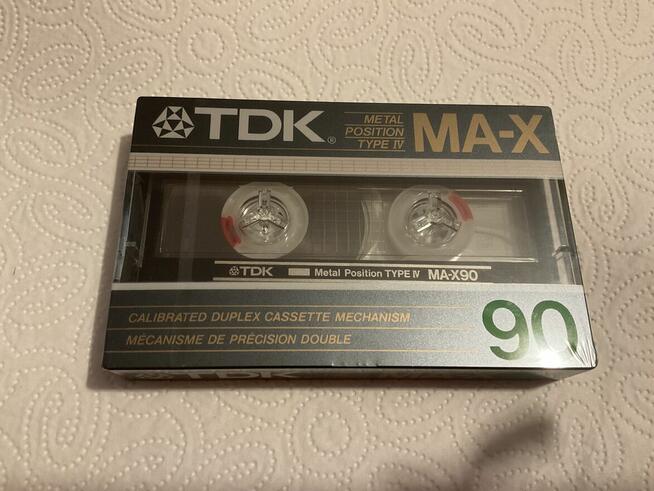 TDK®
METAL
POSITION
TYPE IV
MA-X
TDK Metal Position TYPE IV MA-X90
CALIBRATED DUPLEX CASSETTE MECHANISM
MÉCANISME DE PRÉCISION DOUBLE
90
TDK